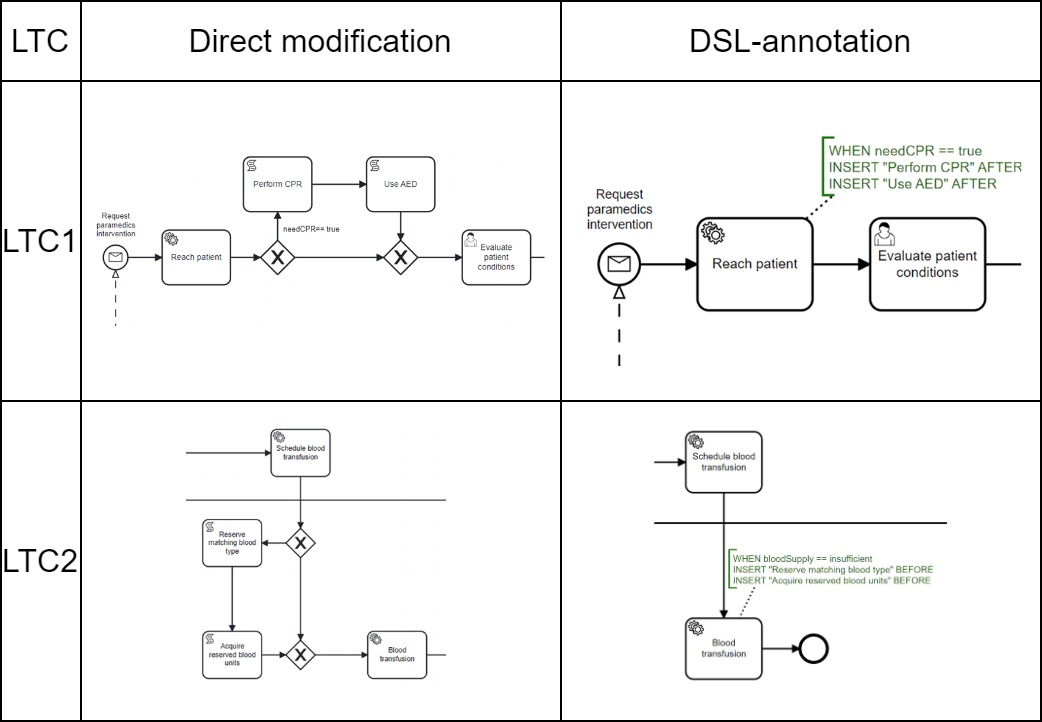 LTC
Direct modification
DSL-annotation
LTC1
Perform CPR
Use AED
needCPR== true
Request
paramedics
intervention
Reach patient
Evaluate
patient
conditions
WHEN needCPR == true
INSERT "Perform CPR" AFTER
INSERT "Use AED" AFTER
Request
paramedics
intervention
Reach patient
Evaluate patient
conditions
LTC2
Schedule blood
transfusion
Reserve
matching blood
type
Acquire
reserved blood
units
Blood
transfusion
Schedule blood
transfusion
WHEN bloodSupply == insufficient
INSERT "Reserve matching blood type" BEFORE
INSERT "Acquire reserved blood units" BEFORE
Blood
transfusion